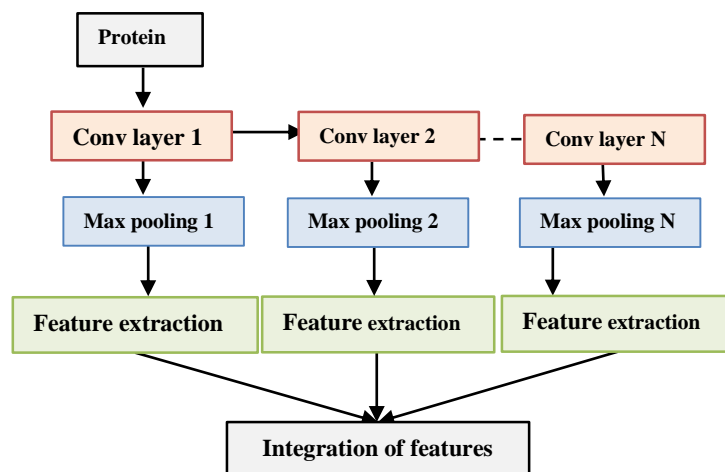 Protein
Conv layer 1
Conv layer 2
Conv layer N
Max pooling 1
Max pooling 2
Max pooling N
Feature extraction
Feature extraction
Feature extraction
Integration of features